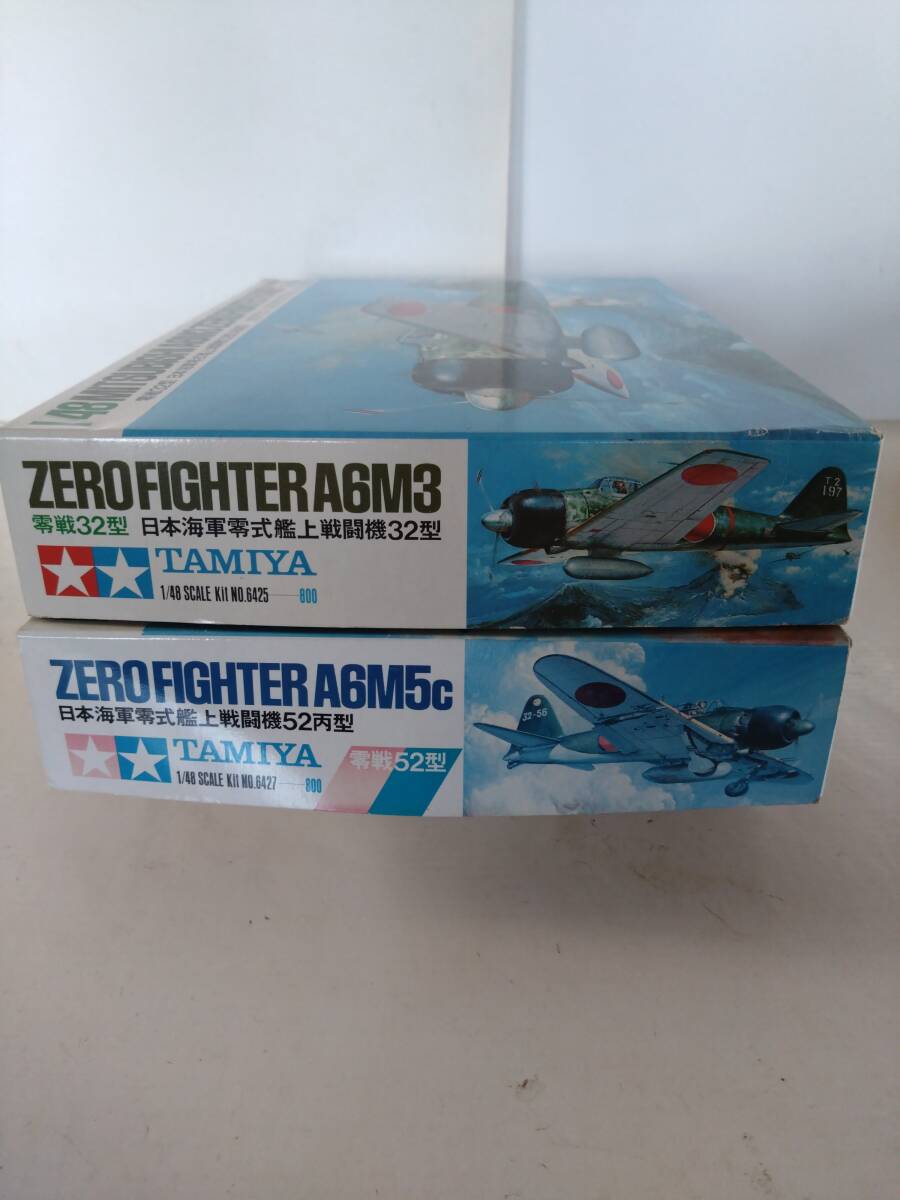 1/48 MITSUBISHI
ZERO FIGHTER A6M3
零戦32型 日本海軍零式艦上戦闘機32型
TAMIYA
1/48 SCALE KIT NO.6425 800
T2
197
ZERO FIGHTER A6M5c
日本海軍零式艦上戦闘機52丙型
TAMIYA
零戦52型
1/48 SCALE KIT NO.6427 800
32-56